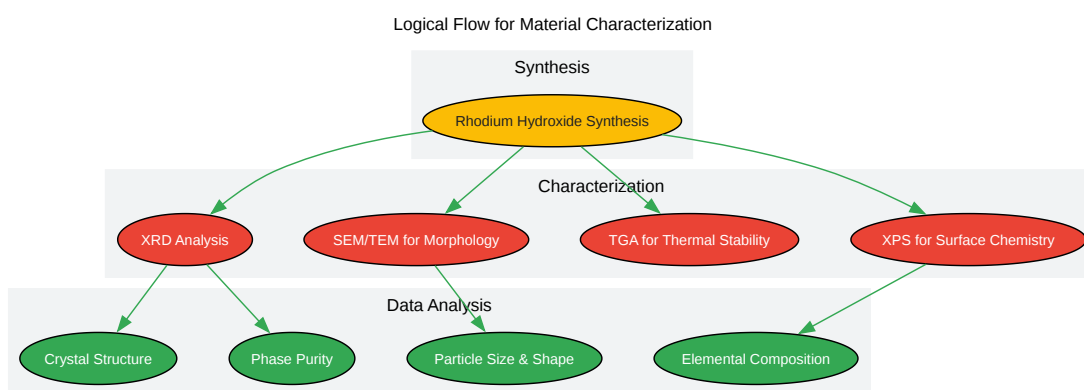 Logical Flow for Material Characterization
Synthesis
Rhodium Hydroxide Synthesis
Characterization
XRD Analysis
SEM/TEM for Morphology
TGA for Thermal Stability
XPS for Surface Chemistry
Data Analysis
Crystal Structure
Phase Purity
Particle Size & Shape
Elemental Composition